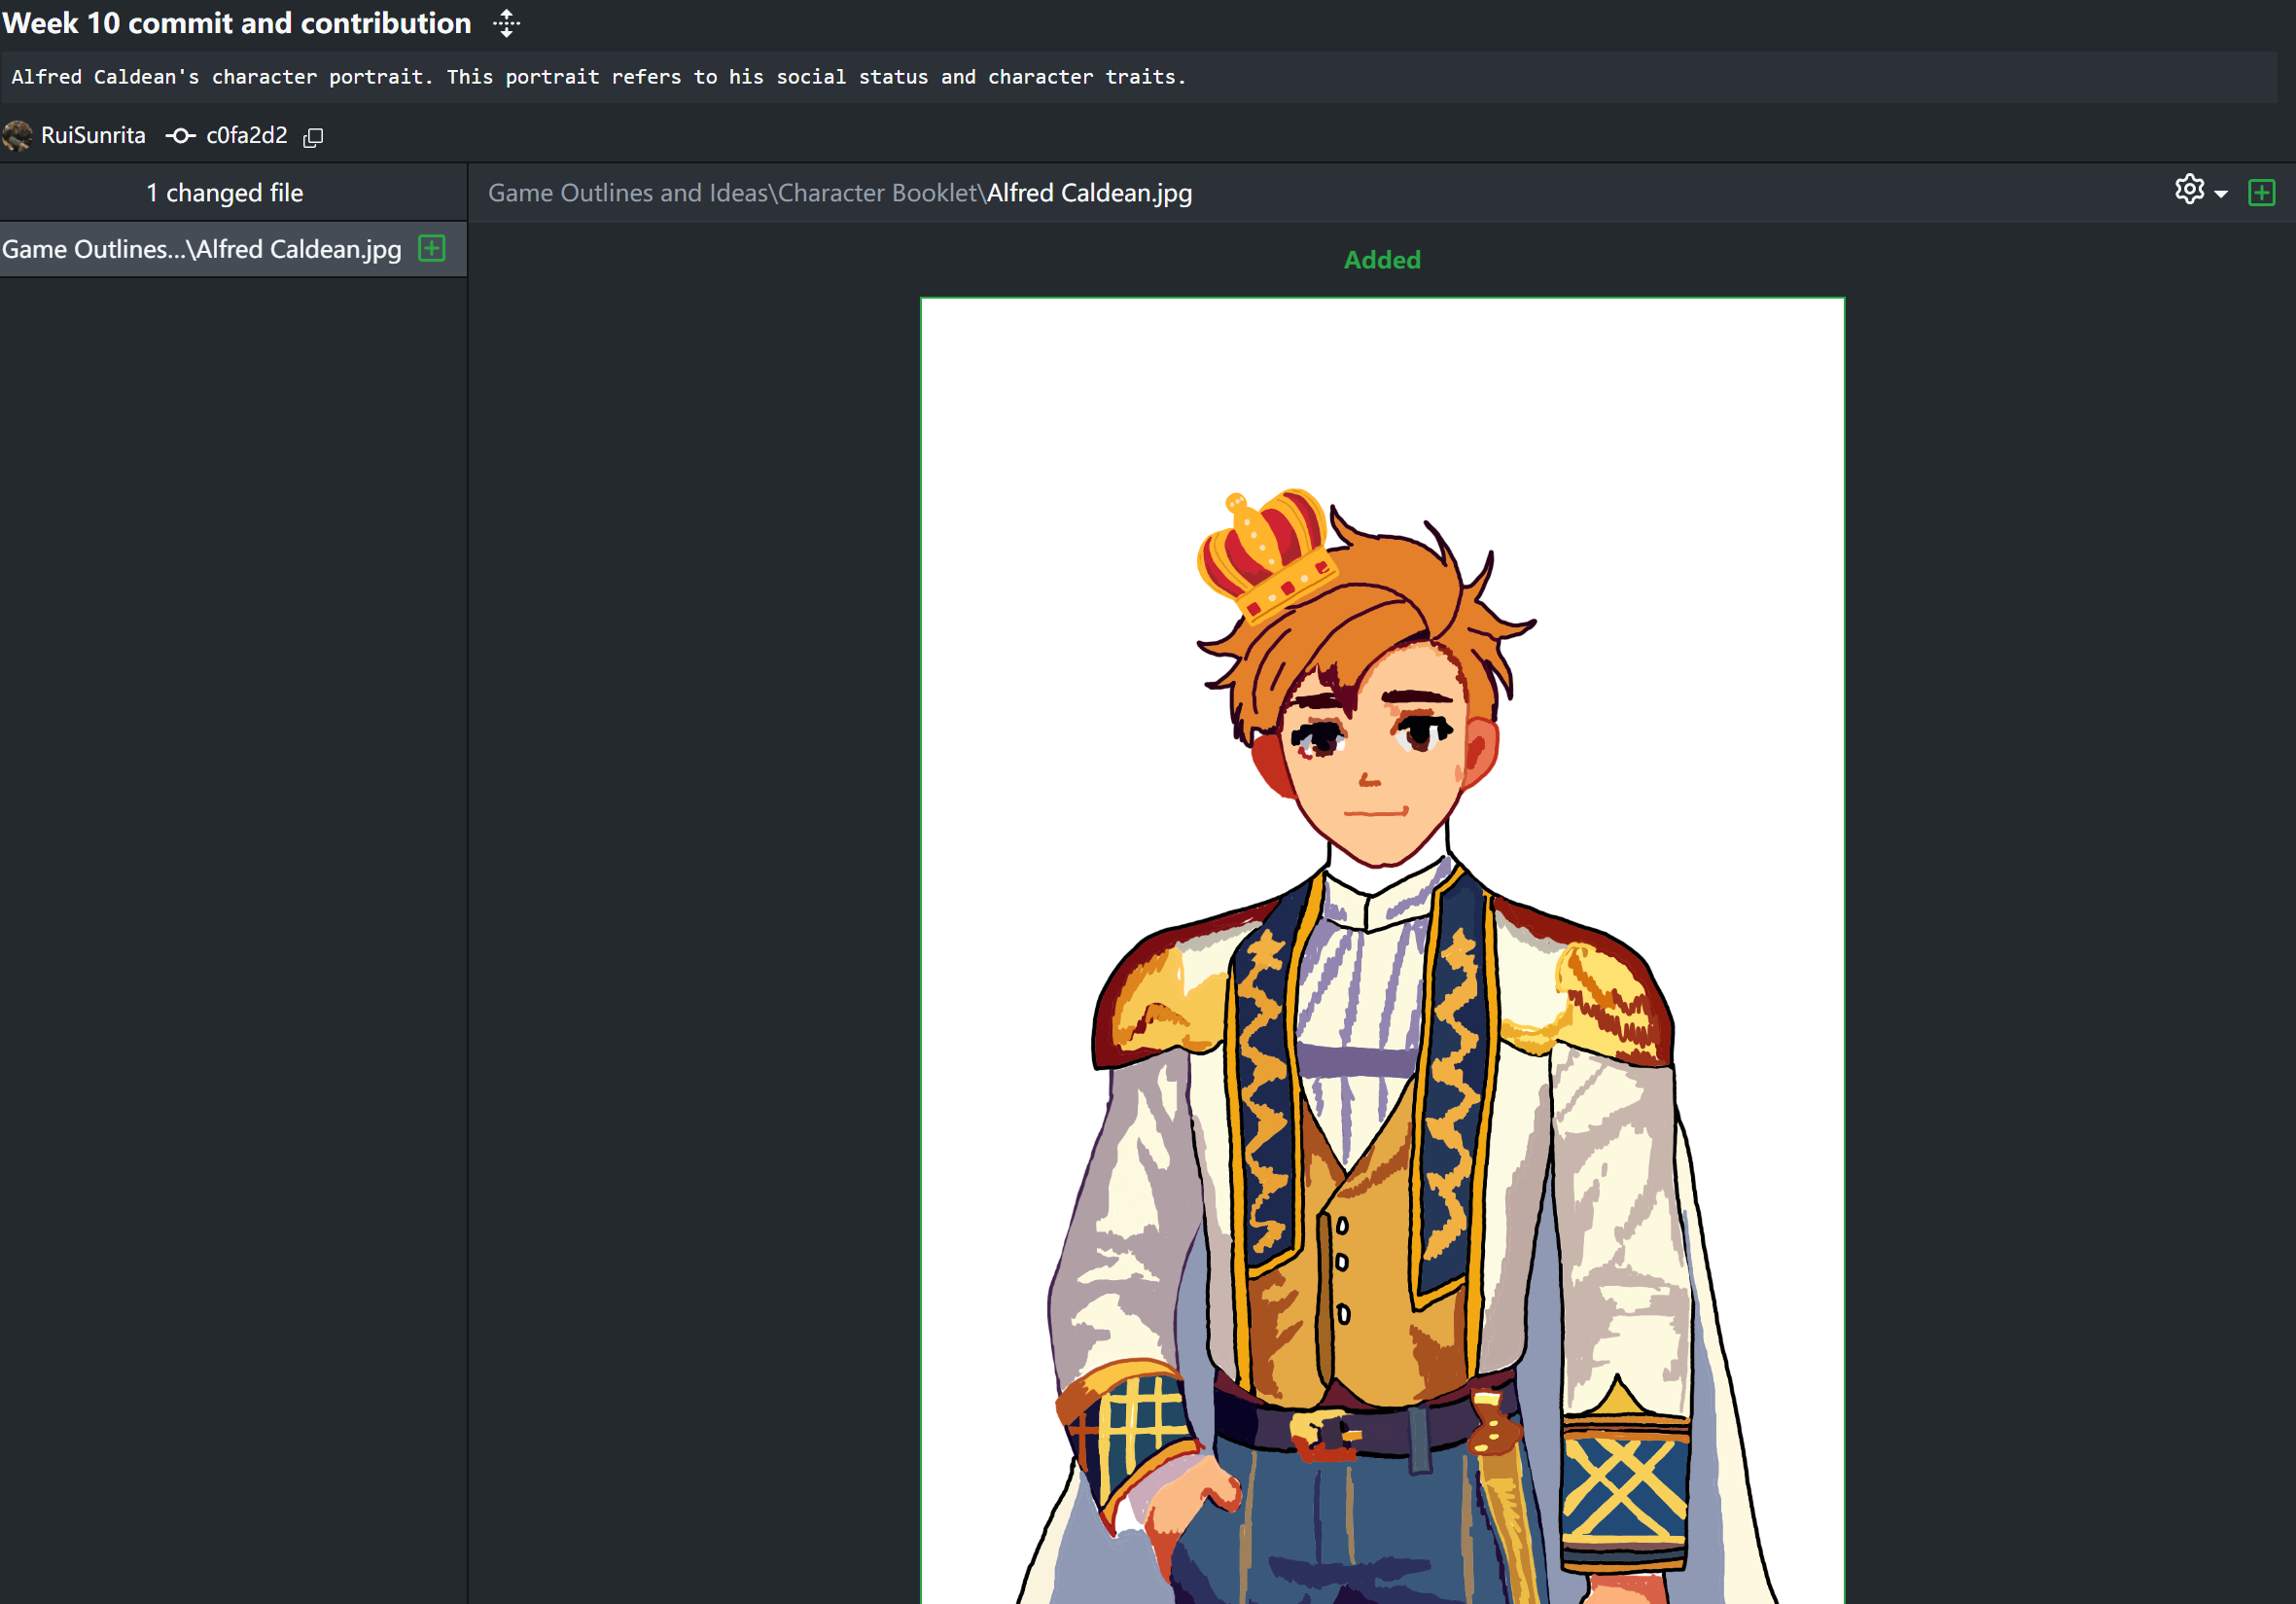 Week 10 commit and contribution
Alfred Caldean's character portrait. This portrait refers to his social status and character traits.
RuiSunrita c0fa2d2
1 changed file
Game Outlines and Ideas\Character Booklet\Alfred Caldean.jpg
Game Outlines...\Alfred Caldean.jpg
Added